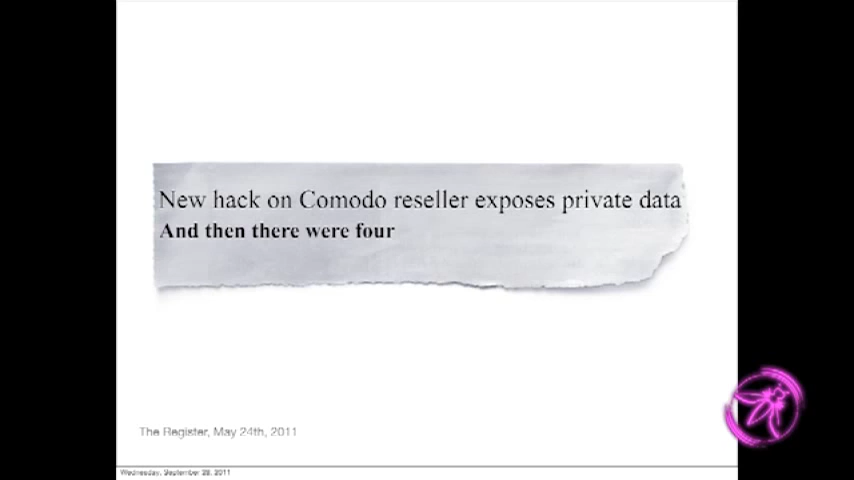 New hack on Comodo reseller exposes private data
And then there were four
The Register, May 24th, 2011
Wednesday, September 28, 2011